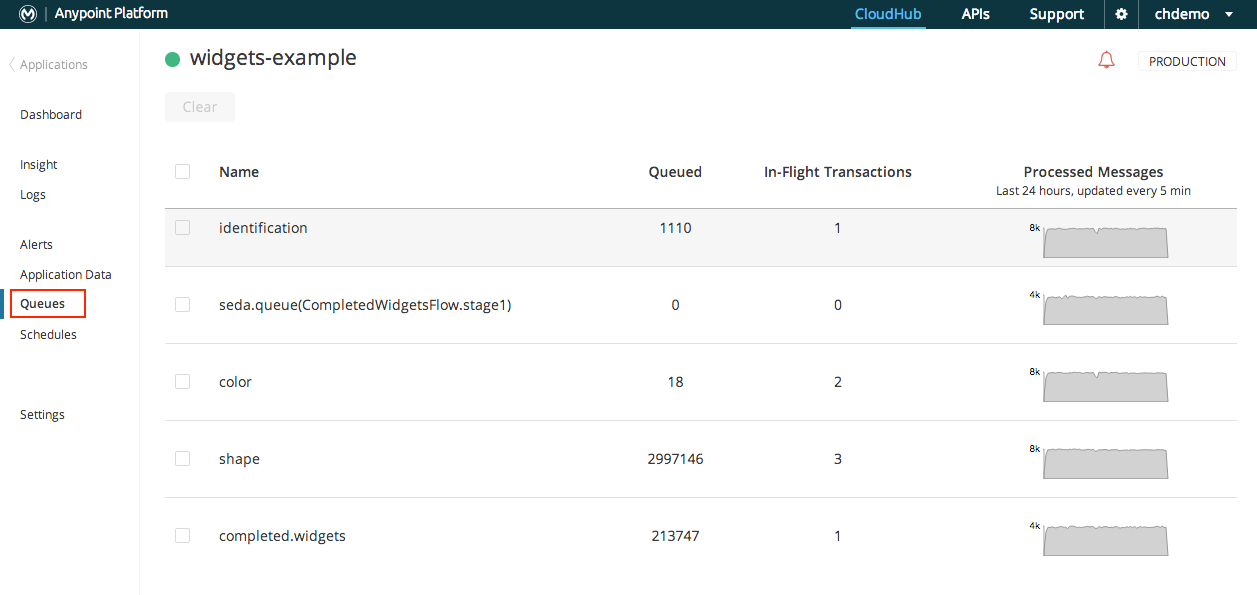 Anypoint Platform
CloudHub APIs Support chdemo
Applications
widgets-example
PRODUCTION
Clear
Dashboard
Insight
Logs
Alerts
Application Data
Queues
Schedules
Settings
Name Queued In-Flight Transactions Processed Messages
Last 24 hours, updated every 5 min
identification 1110 1 8k
seda.queue(CompletedWidgetsFlow.stage1) 0 0 4k
color 18 2 8k
shape 2997146 3 8k
completed.widgets 213747 1 4k